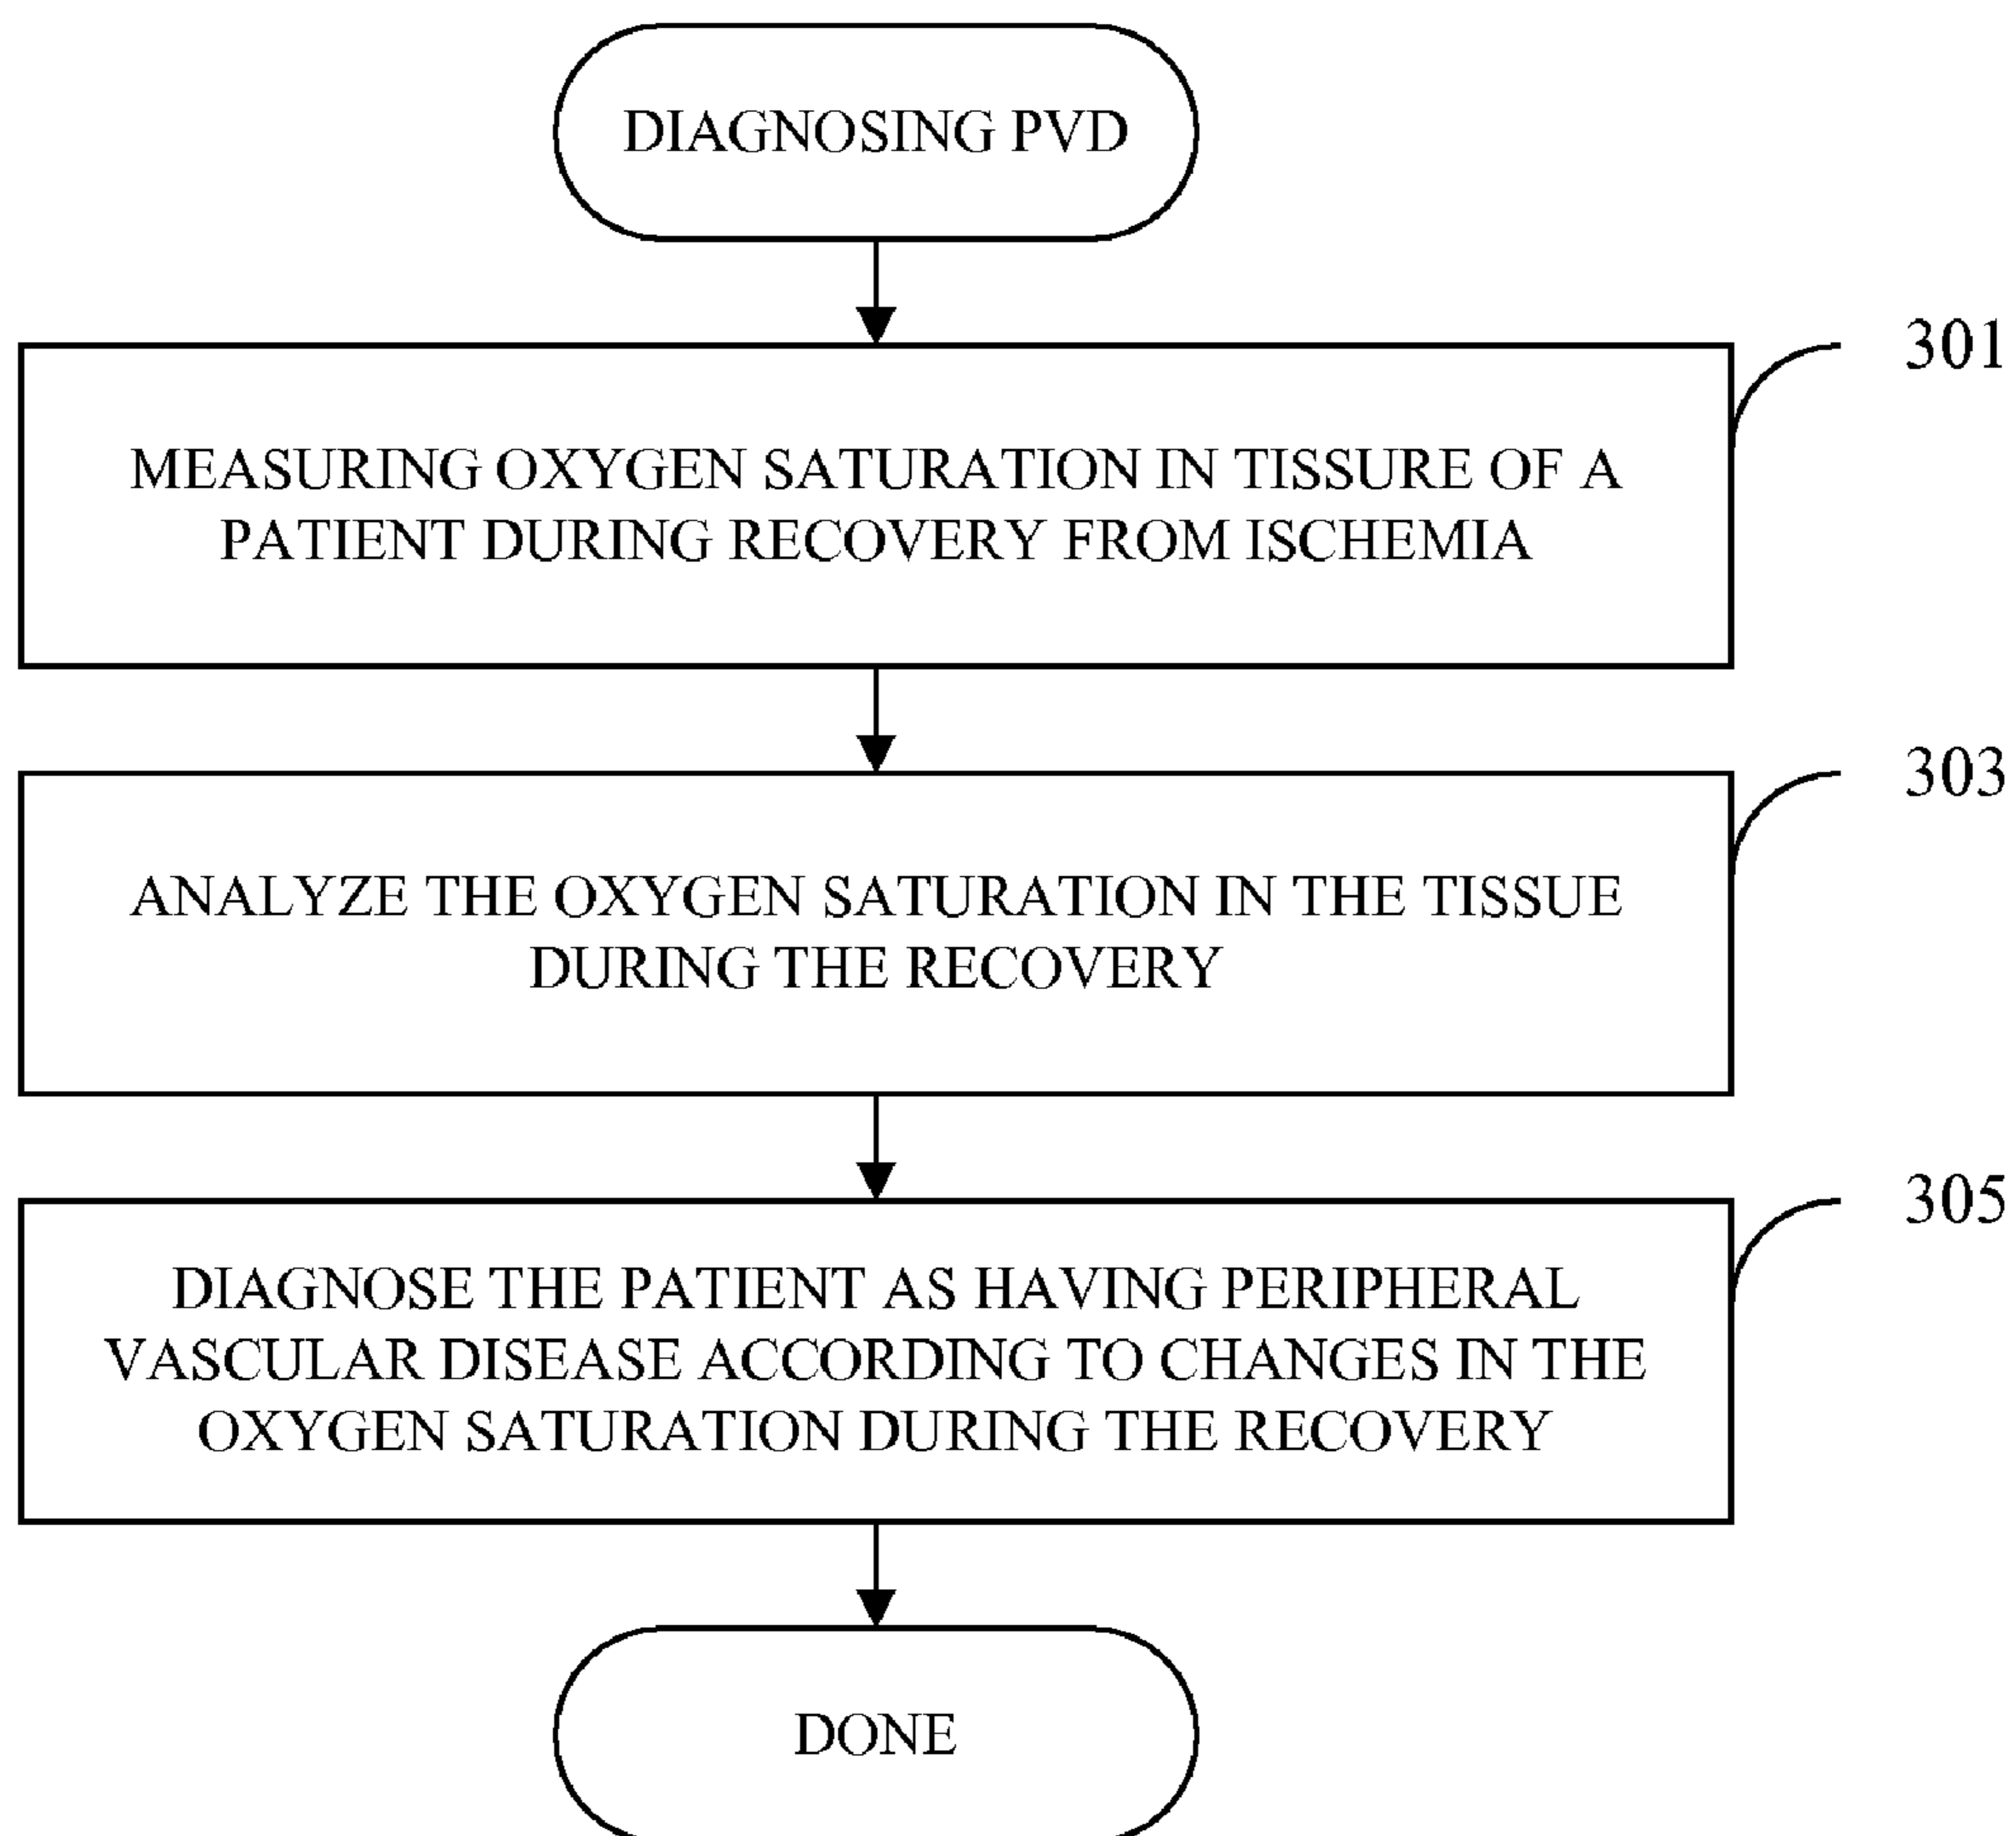 DIAGNOSING PVD
301
MEASURING OXYGEN SATURATION IN TISSURE OF A
PATIENT DURING RECOVERY FROM ISCHEMIA
303
ANALYZE THE OXYGEN SATURATION IN THE TISSUE
DURING THE RECOVERY
305
DIAGNOSE THE PATIENT AS HAVING PERIPHERAL
VASCULAR DISEASE ACCORDING TO CHANGES IN THE
OXYGEN SATURATION DURING THE RECOVERY
DONE